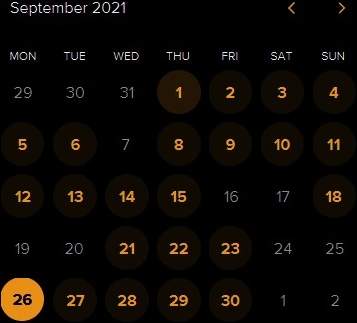 September 2021
MON TUE WED THU FRI SAT SUN
29 30 31 1 2 3 4
5 6 7 8 9 10 11
12 13 14 15 16 17 18
19 20 21 22 23 24 25
26 27 28 29 30 1 2